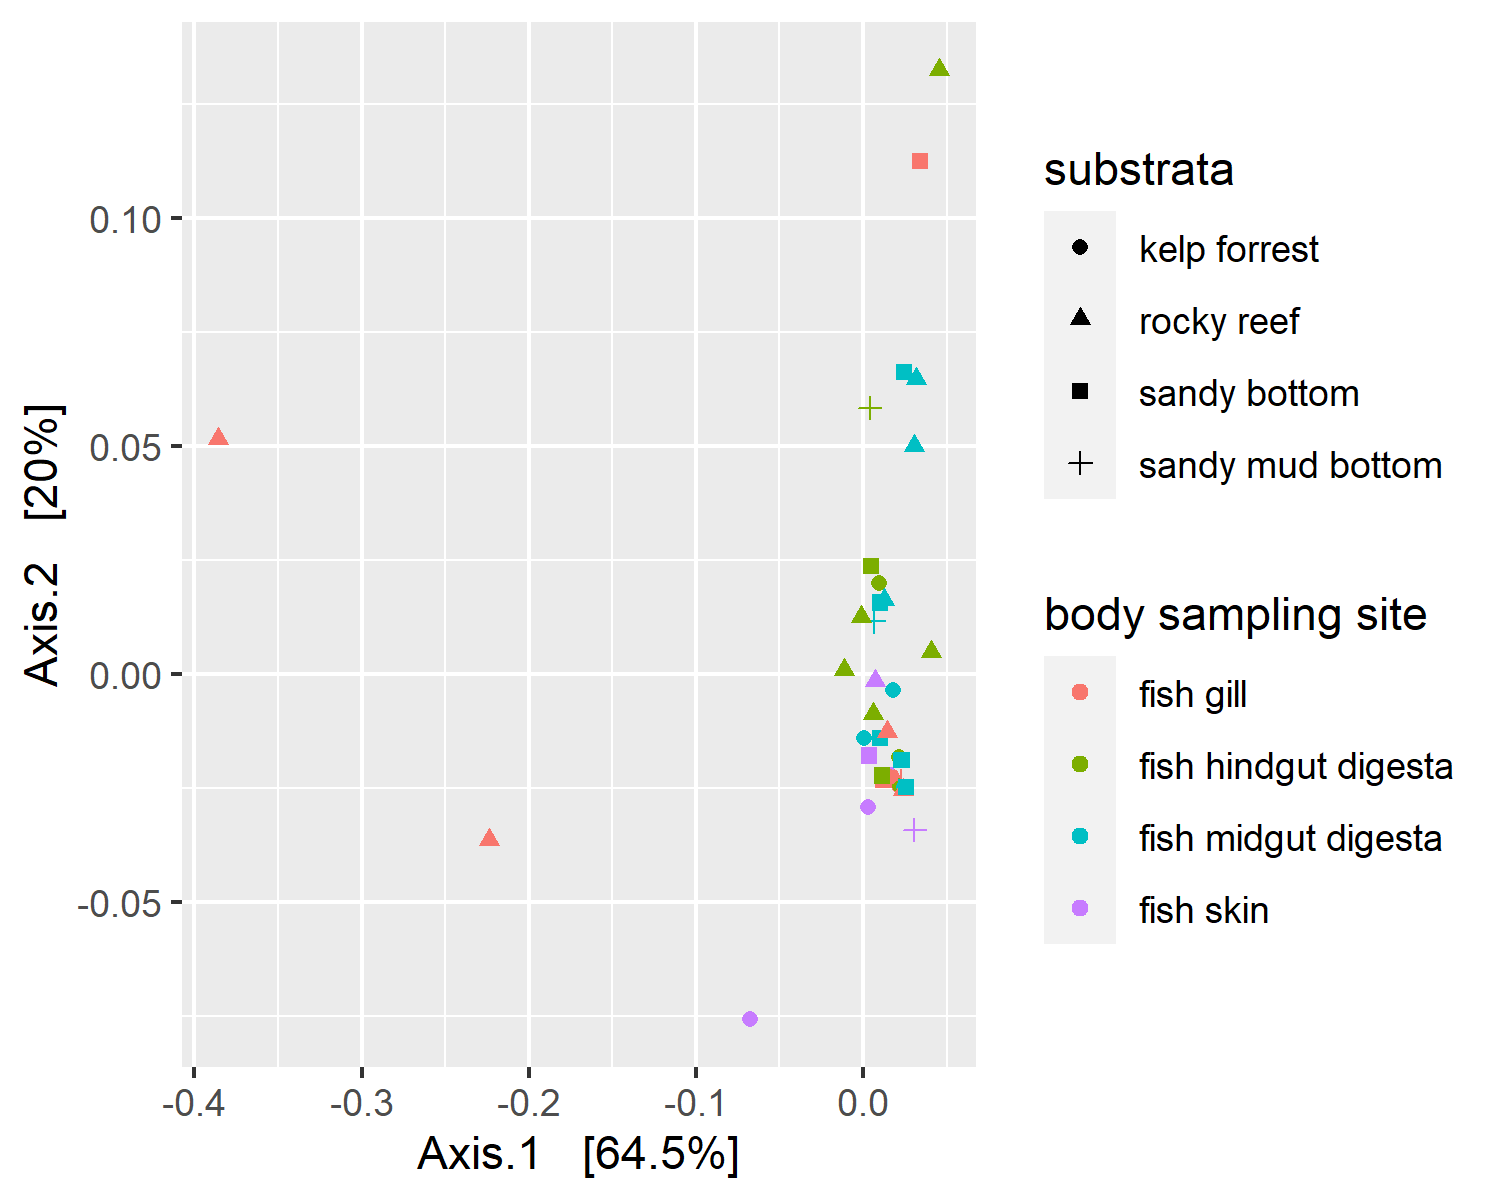 0.10
0.05
0.00
-0.05
-0.4
-0.3
-0.2
-0.1
0.0
Axis.2 [20%]
Axis.1 [64.5%]
substrata
kelp forrest
rocky reef
sandy bottom
sandy mud bottom
body sampling site
fish gill
fish hindgut digesta
fish midgut digesta
fish skin